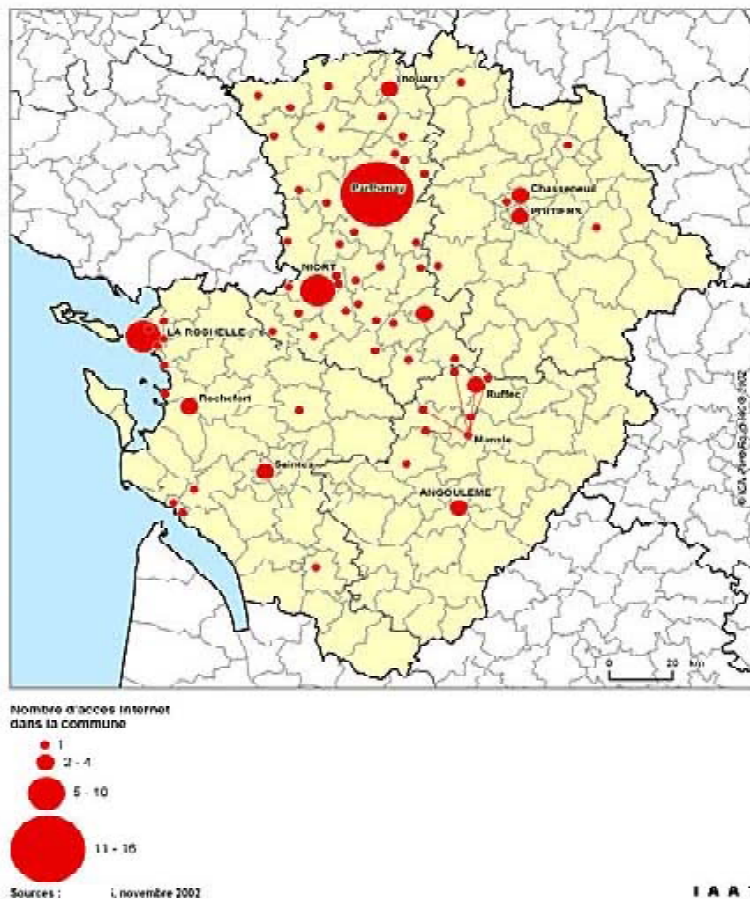 Thouars
Chasseneuil
POITIERS
Parthenay
NIORT
LA ROCHELLE
Rochefort
Ruffec
Mansle
Saintes
ANGOULEME
0 20 km
Nombre d'accès Internet
dans la commune
1
2 - 4
5 - 10
11 - 16
Sources : novembre 2002
I A A T